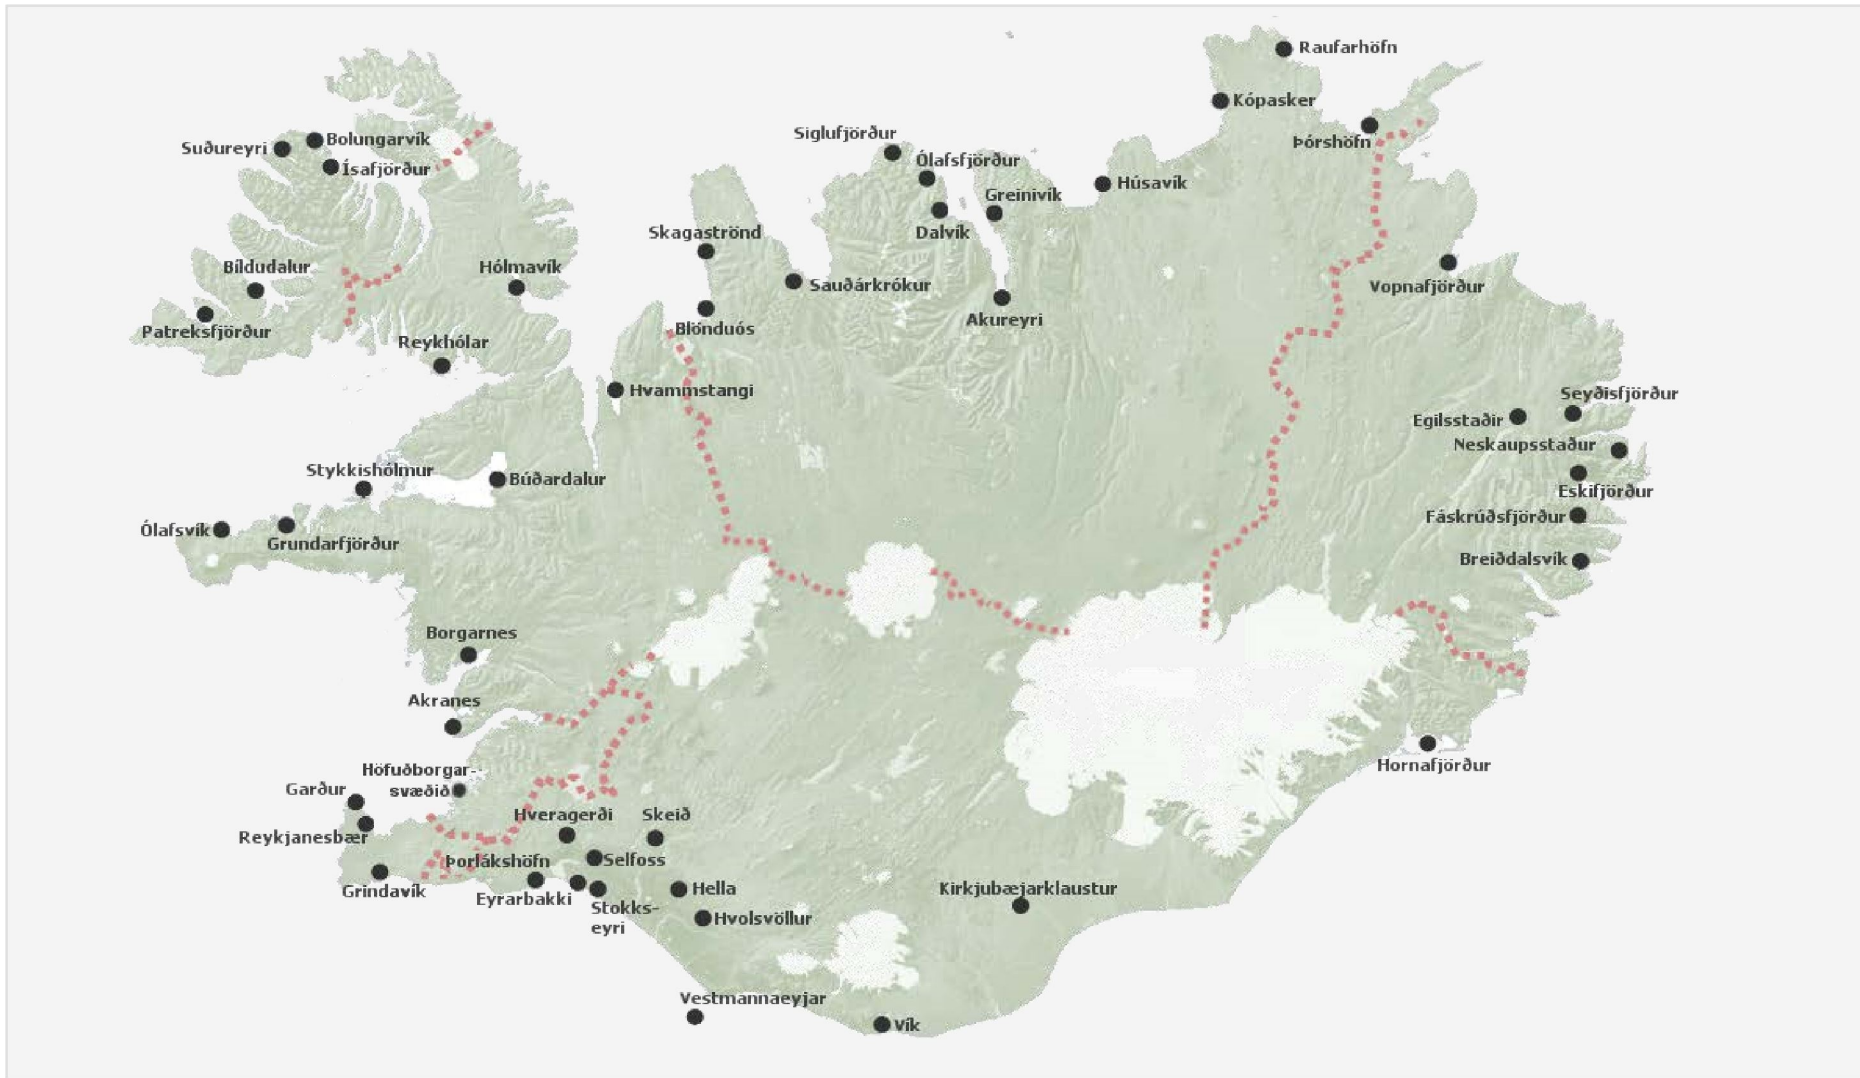 Raufarhöfn
Kópasker
Siglufjörður
Bolungarvík
Þórshöfn
Suðureyri
Ólafsfjörður
Ísafjörður
Húsavík
Greinivík
Skagaströnd
Dalvík
Bíldudalur
Hólmavík
Sauðárkrókur
Vopnafjörður
Akureyri
Blönduós
Patreksfjörður
Reykhólar
Hvammstangi
Seyðisfjörður
Egilsstaðir
Neskaupsstaður
Stykkishólmur
Búðardalur
Eskifjörður
Fáskrúðsfjörður
Ólafsvík
Grundarfjörður
Breiðdalsvík
Borgarnes
Akranes
Hornafjörður
Höfuðborgar-
svæðið
Garður
Hveragerði
Skeið
Reykjanesbær
Þorlákshöfn
Selfoss
Grindavík
Hella
Kirkjubæjarklaustur
Eyrarbakki
Stokks-
eyri
Hvolsvöllur
Vestmannaeyjar
Vík